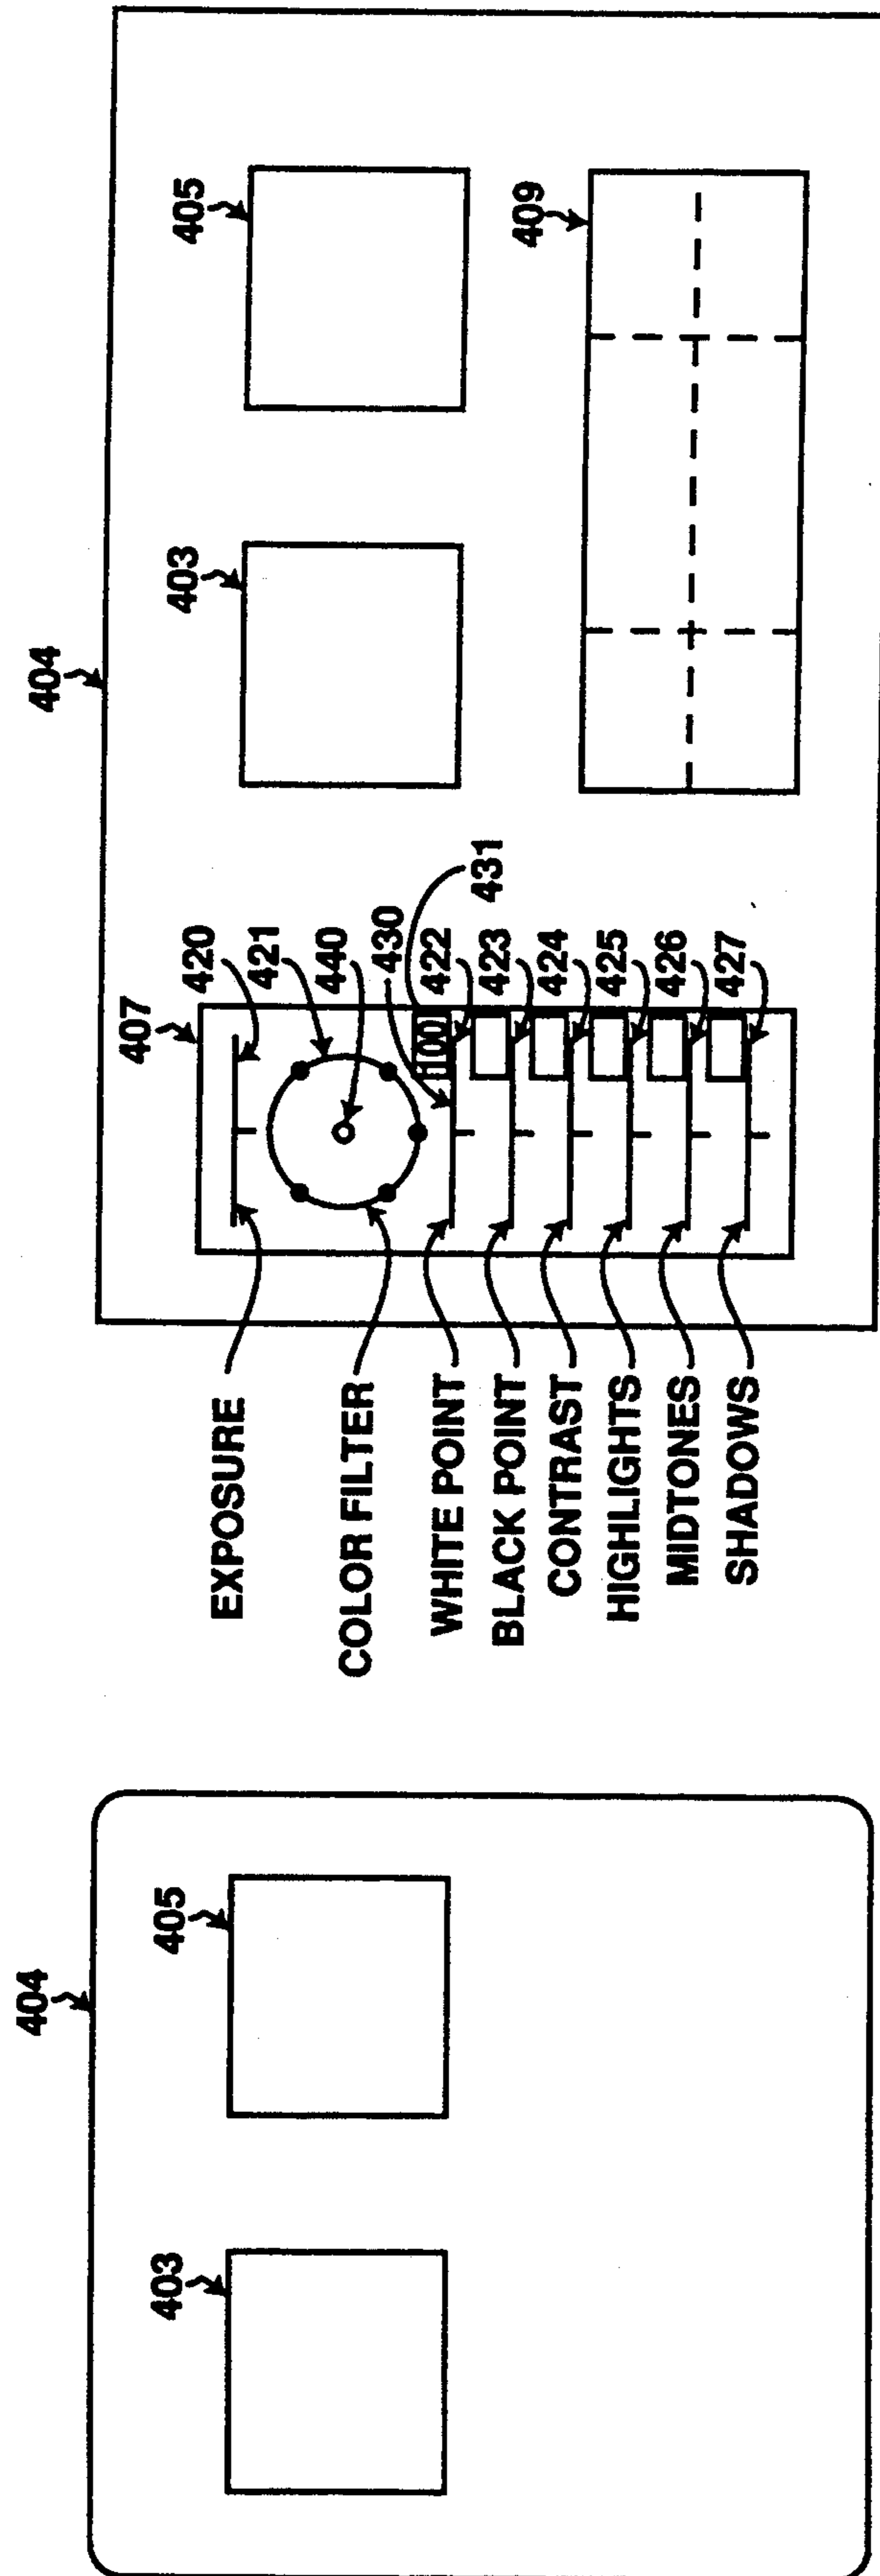 404
403
405
404
407
420
421
440
430
431
422
423
424
425
426
427
100
403
405
409
EXPOSURE
COLOR FILTER
WHITE POINT
BLACK POINT
CONTRAST
HIGHLIGHTS
MIDTONES
SHADOWS